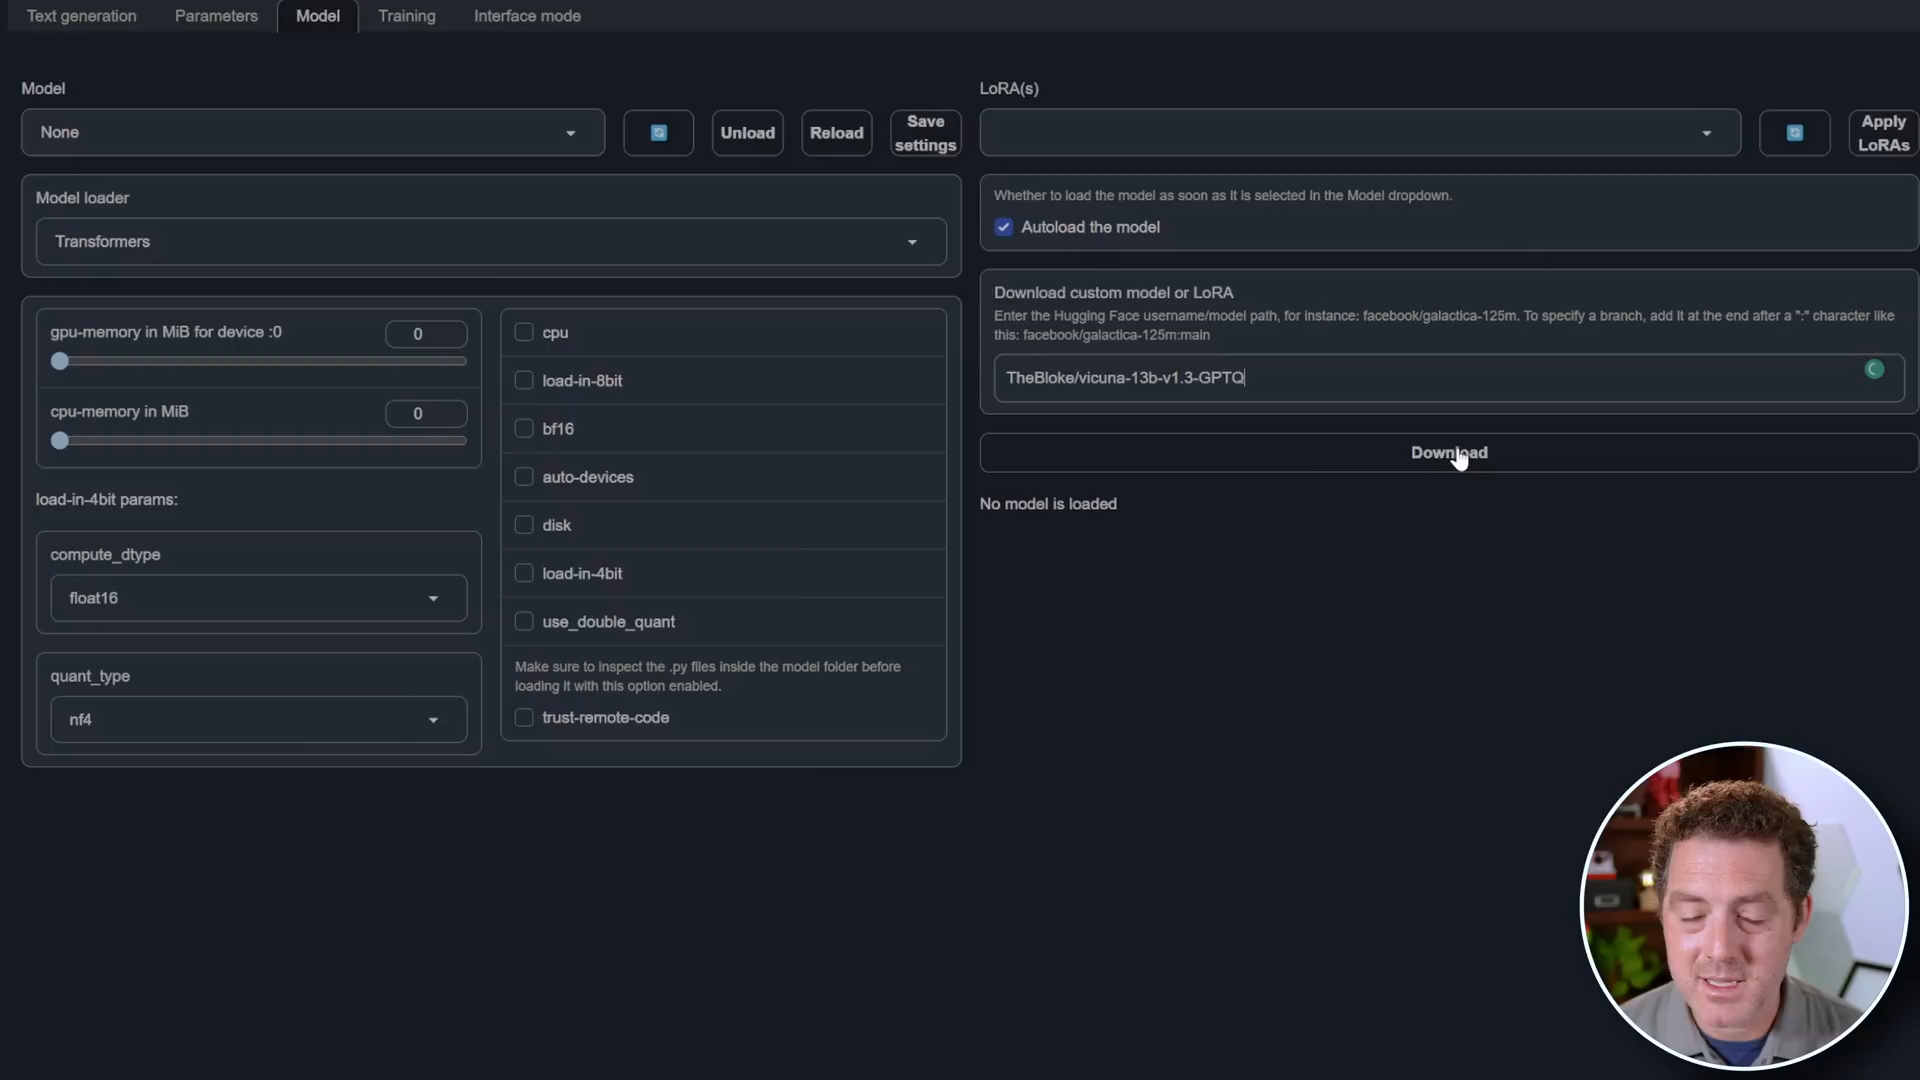 Text generation
Parameters
Model
Training
Interface mode
Model
None
Unload
Reload
Save
settings
Model loader
Transformers
gpu-memory in MiB for device :0
0
cpu-memory in MiB
0
load-in-4bit params:
compute_dtype
float16
quant_type
nf4
cpu
load-in-8bit
bf16
auto-devices
disk
load-in-4bit
use_double_quant
Make sure to inspect the .py files inside the model folder before
loading it with this option enabled.
trust-remote-code
LoRA(s)
Apply
LoRAs
Whether to load the model as soon as it is selected in the Model dropdown.
Autoload the model
Download custom model or LoRA
Enter the Hugging Face username/model path, for instance: facebook/galactica-125m. To specify a branch, add it at the end after a ":" character like
this: facebook/galactica-125m:main
TheBloke/vicuna-13b-v1.3-GPTQ
Download
No model is loaded